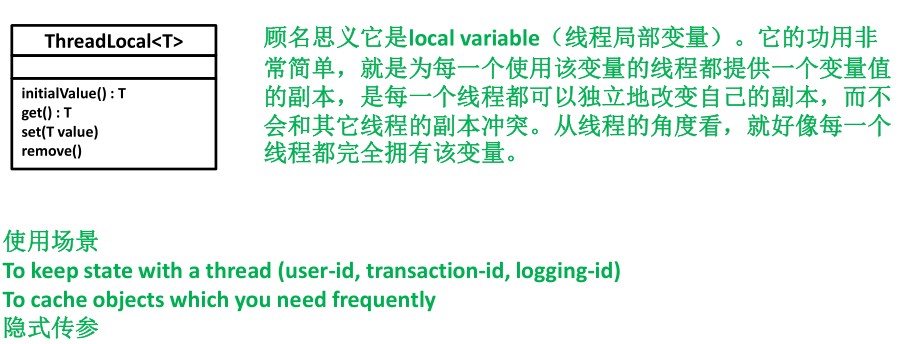 ThreadLocal<T>
initialValue() : T
get() : T
set(T value)
remove()
顾名思义它是local variable（线程局部变量）。它的功用非
常简单，就是为每一个使用该变量的线程都提供一个变量值
的副本，是每一个线程都可以独立地改变自己的副本，而不
会和其它线程的副本冲突。从线程的角度看，就好像每一个
线程都完全拥有该变量。
使用场景
To keep state with a thread (user-id, transaction-id, logging-id)
To cache objects which you need frequently
隐式传参